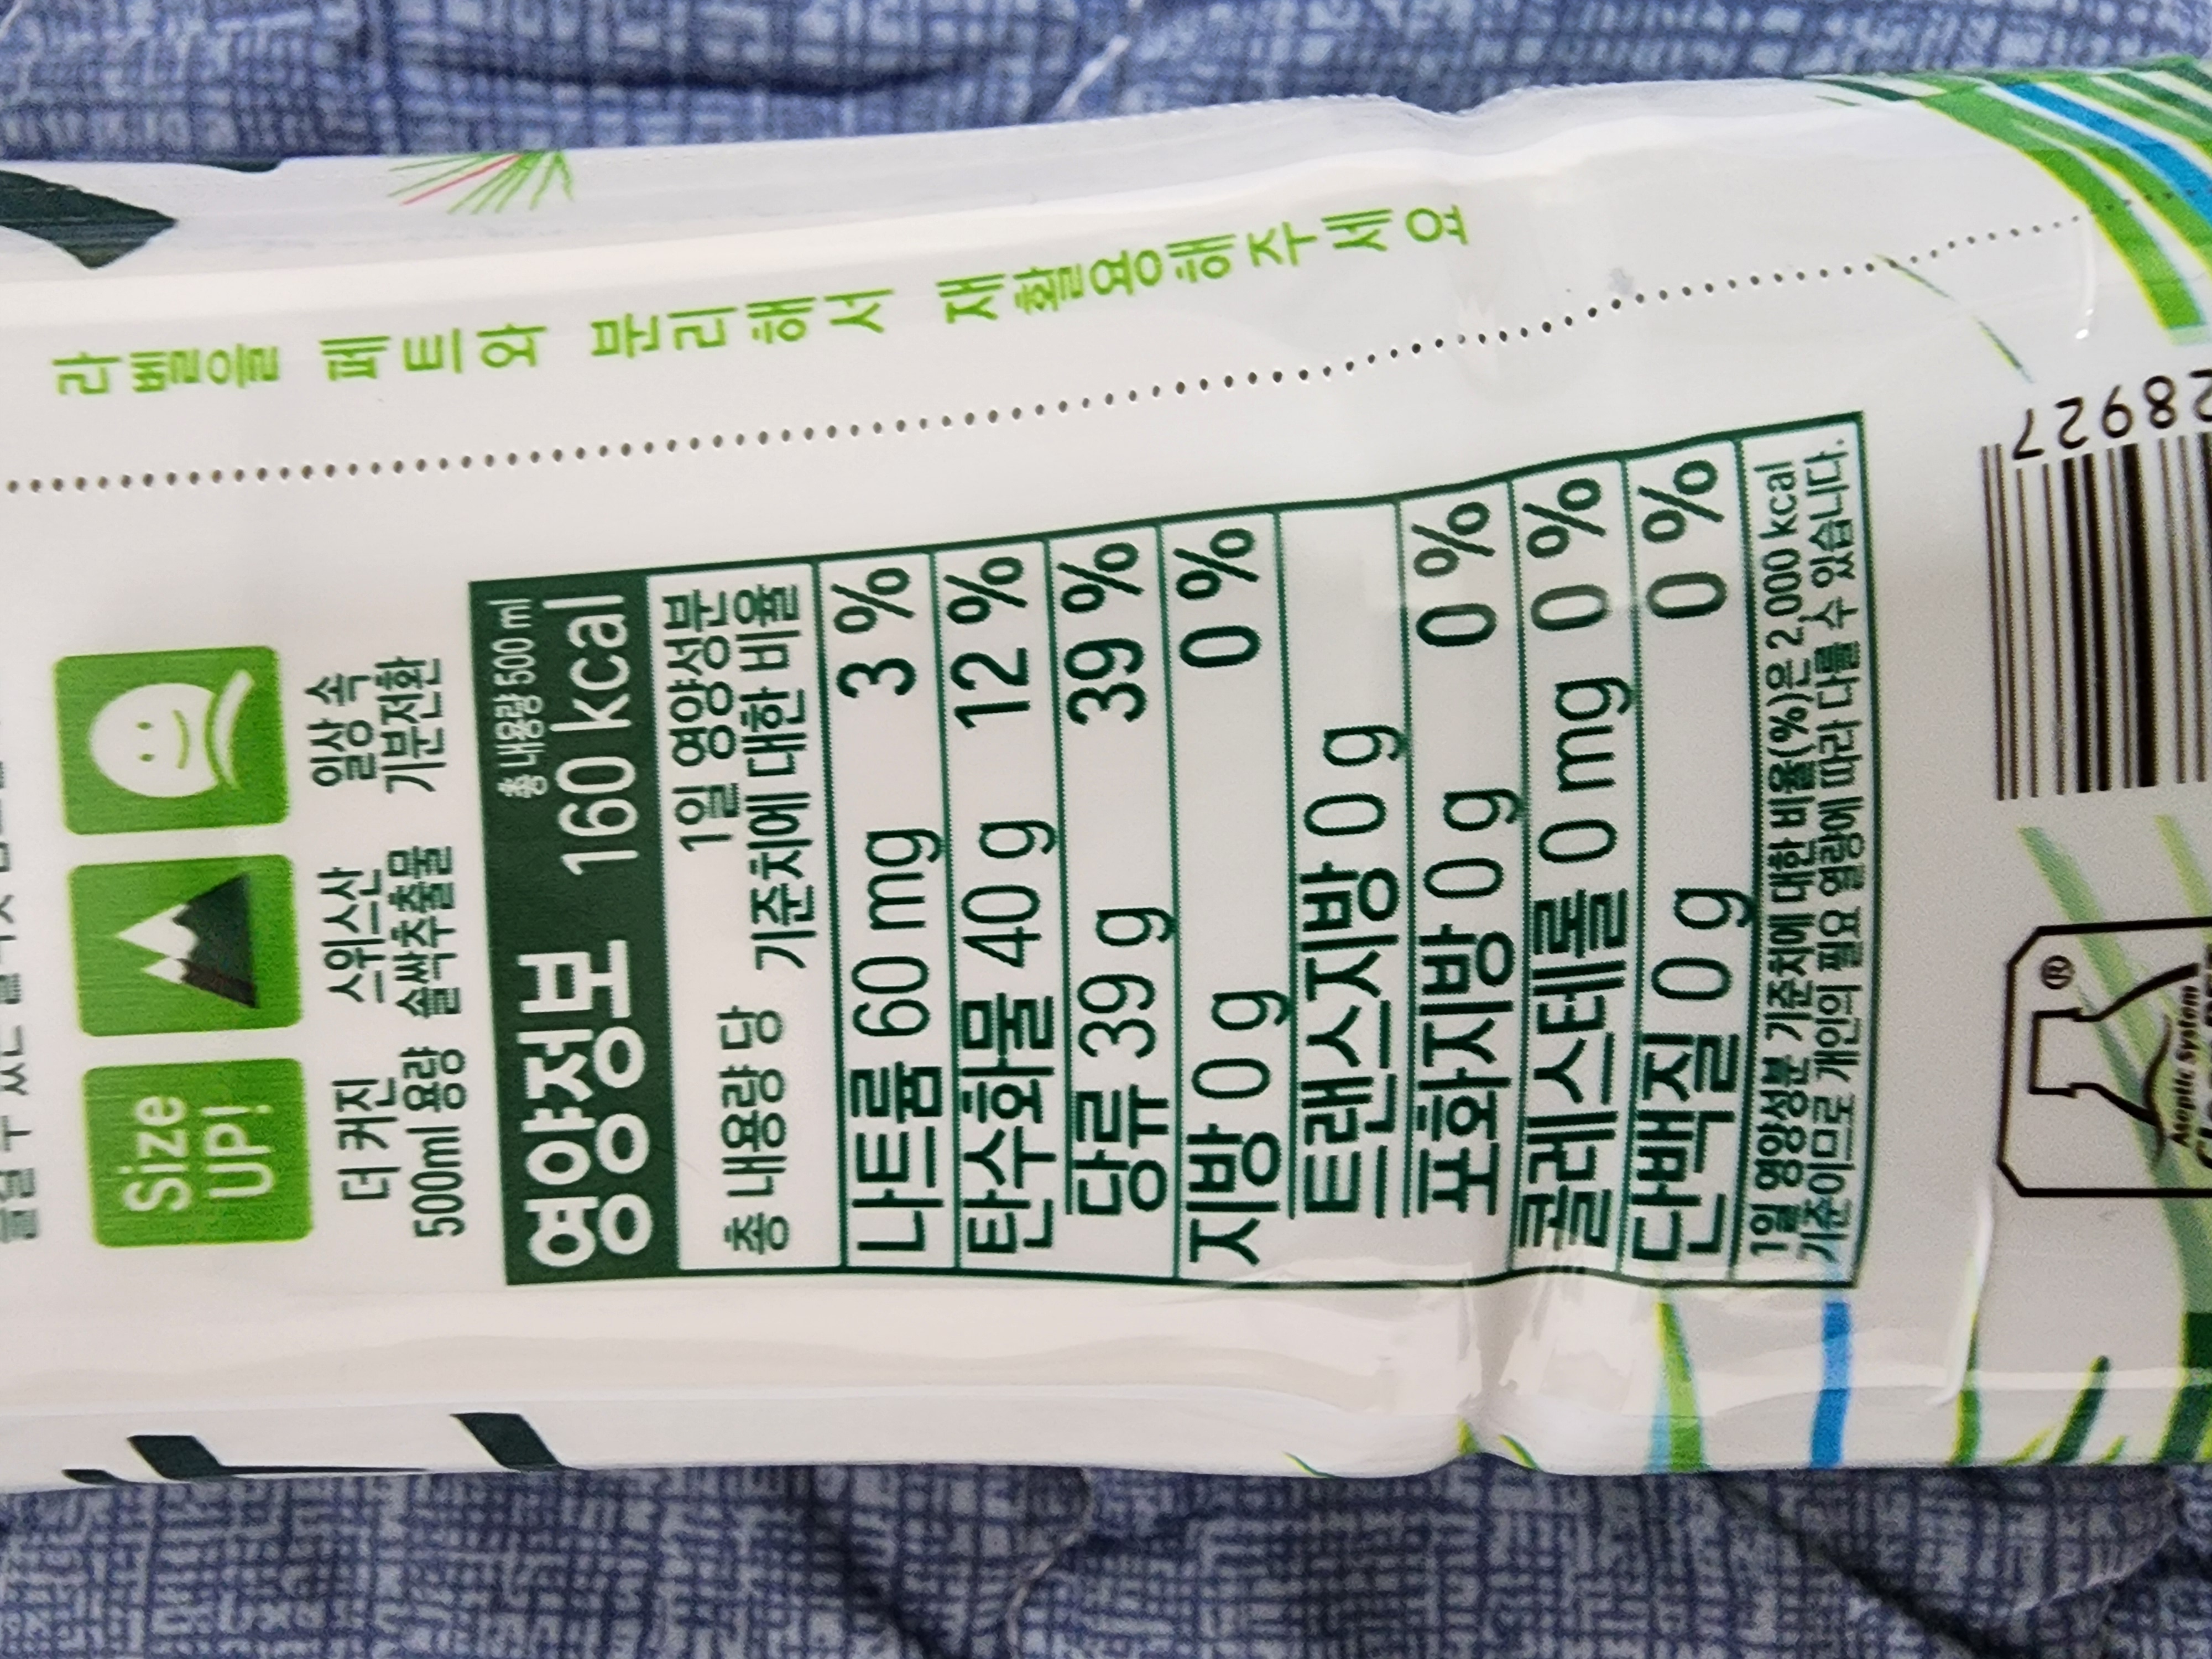 Size
UP!
더 커진
500ml 용량
스위스산
솔싹추출물
일상 속
기분전환
영양정보
총 내용량 500 ml
160 kcal
총 내용량 당
1일 영양성분
기준치에 대한 비율
나트륨 60 mg 3 %
탄수화물 40 g 12 %
당류 39 g 39 %
지방 0 g 0 %
트랜스지방 0 g
포화지방 0 g 0 %
콜레스테롤 0 mg 0 %
단백질 0 g 0 %
1일 영양성분 기준치에 대한 비율(%)은 2,000 kcal
기준이므로 개인의 필요 열량에 따라 다를 수 있습니다.
라벨을 페트와 분리해서 재활용해주세요
®
Aseptic System
28927